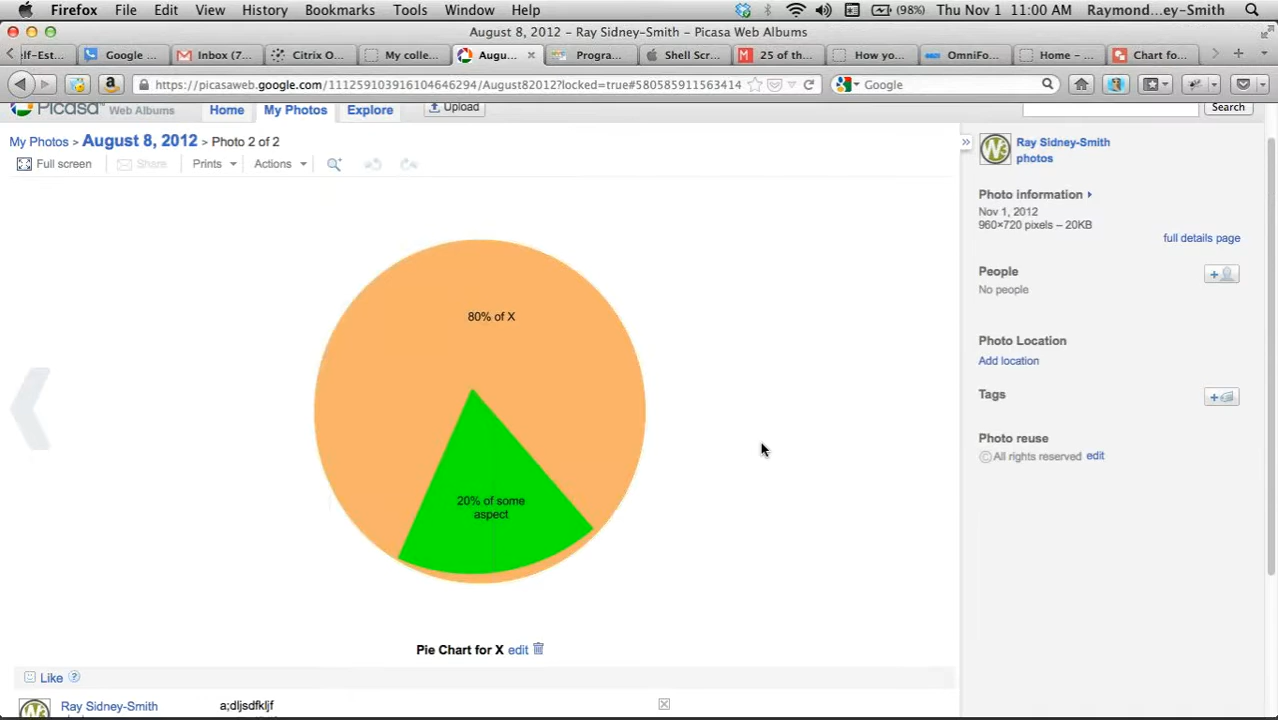 Firefox File Edit View History Bookmarks Tools Window Help (98%) Thu Nov 1 11:00 AM Raymond...ey-Smith
August 8, 2012 - Ray Sidney-Smith - Picasa Web Albums
elf-Est... Google ... Inbox (7... Citrix O... My colle... Augu... Progra... Shell Scr... 25 of th... How yo... OmniFo... Home - ... Chart fo...
https://picasaweb.google.com/111259103916104646294/August82012?locked=true#580585911563414 Google
Picasa Web Albums Home My Photos Explore Upload Search
My Photos > August 8, 2012 > Photo 2 of 2
Full screen Share Prints Actions
80% of X
20% of some
aspect
Pie Chart for X edit
Like ?
Ray Sidney-Smith a;dljsdfkljf
Ray Sidney-Smith
photos
Photo information
Nov 1, 2012
960×720 pixels – 20KB
full details page
People
No people
Photo Location
Add location
Tags
Photo reuse
©All rights reserved edit